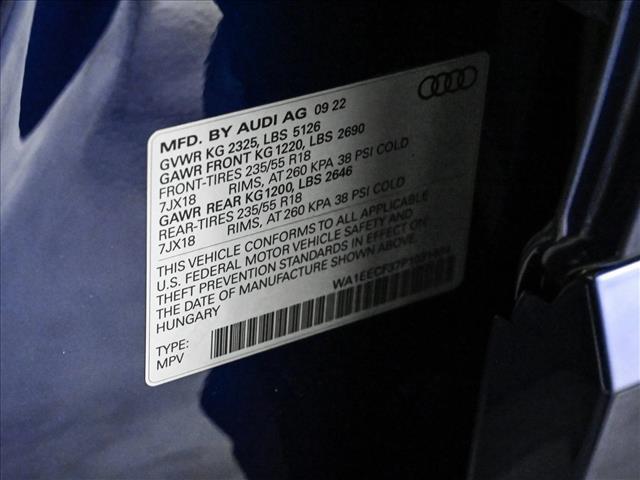 MFD. BY AUDI AG 09 22
GVWR KG 2325, LBS 5126
GAWR FRONT KG 1220, LBS 2690
FRONT-TIRES 235/55 R18
7JX18 RIMS, AT 260 KPA 38 PSI COLD
GAWR REAR KG1200, LBS 2646
REAR-TIRES 235/55 R18
7JX18 RIMS, AT 260 KPA 38 PSI COLD
THIS VEHICLE CONFORMS TO ALL APPLICABLE
U.S. FEDERAL MOTOR VEHICLE SAFETY AND
THEFT PREVENTION STANDARDS IN EFFECT ON
THE DATE OF MANUFACTURE SHOWN ABOVE.
HUNGARY
TYPE:
MPV